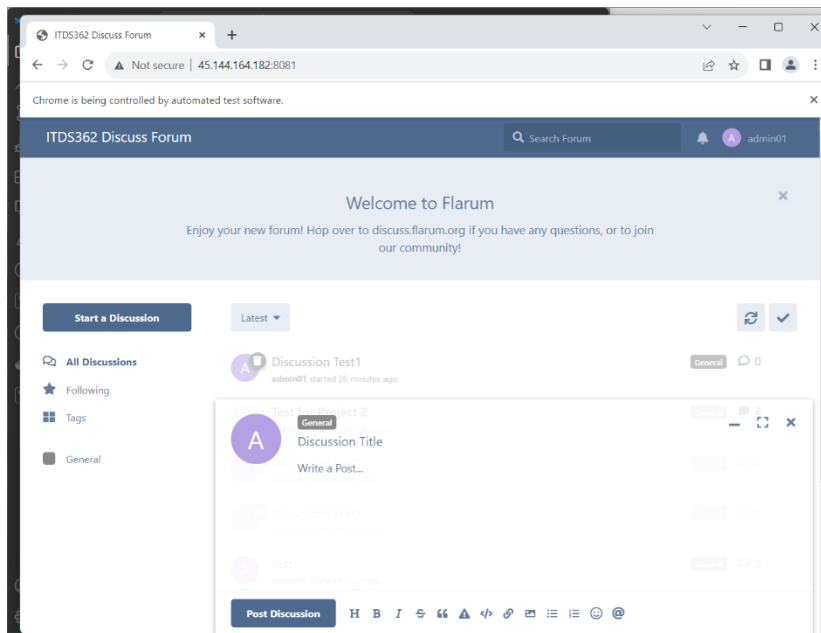 ITDS362 Discuss Forum
Not secure | 45.144.164.182:8081
Chrome is being controlled by automated test software.
ITDS362 Discuss Forum
Search Forum
A admin01
Welcome to Flarum
Enjoy your new forum! Hop over to discuss.flarum.org if you have any questions, or to join
our community!
Start a Discussion
Latest
All Discussions
Following
Tags
General
A
Discussion Test1
admin01 started 26 minutes ago
General 0
Test for Project 2
2
A
General
Discussion Title
Write a Post...
Discussion Test1
test
General 0
Post Discussion H B I S